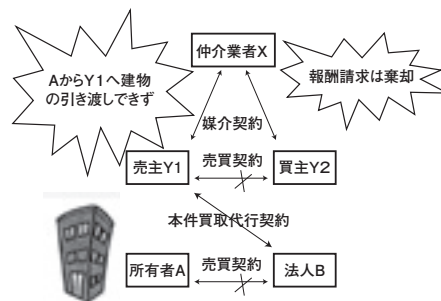 仲介業者X
AからY1へ建物
の引き渡しできず
報酬請求は棄却
媒介契約
売主Y1
売買契約
買主Y2
本件買取代行契約
所有者A
売買契約
法人B